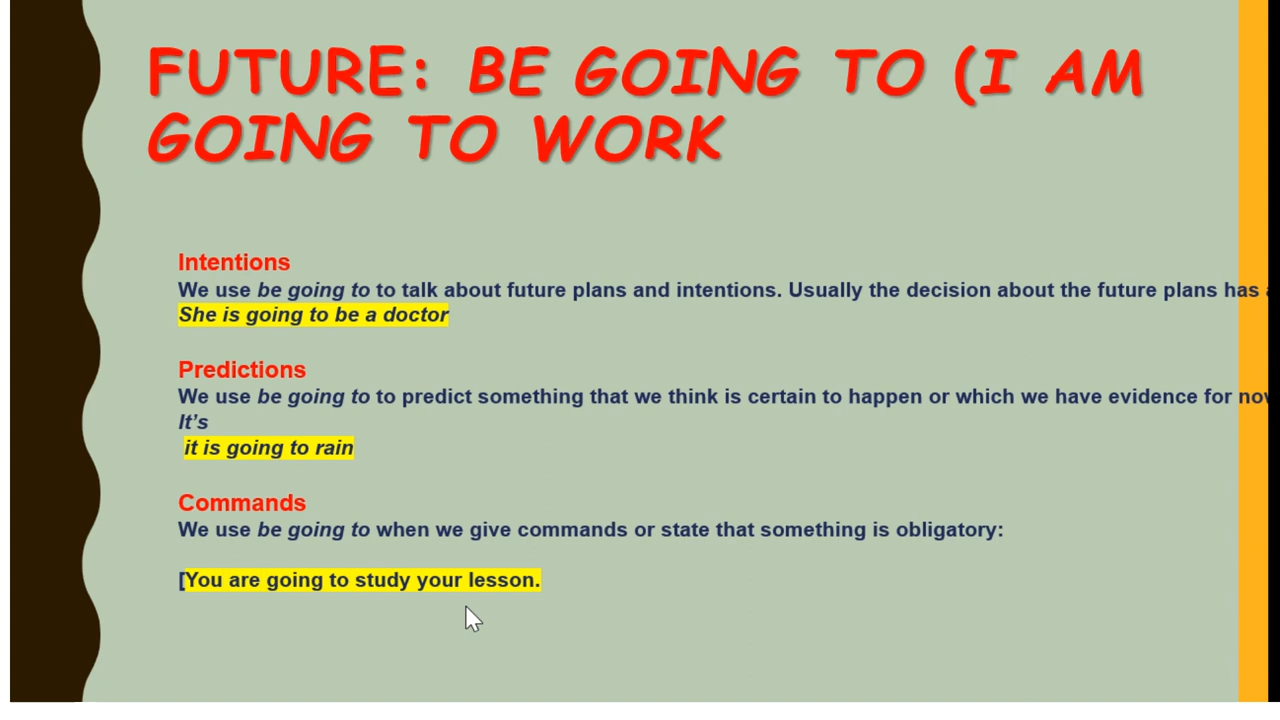 FUTURE: BE GOING TO (I AM
GOING TO WORK
Intentions
We use be going to to talk about future plans and intentions. Usually the decision about the future plans has
She is going to be a doctor
Predictions
We use be going to to predict something that we think is certain to happen or which we have evidence for now
It’s
it is going to rain
Commands
We use be going to when we give commands or state that something is obligatory:
[You are going to study your lesson.